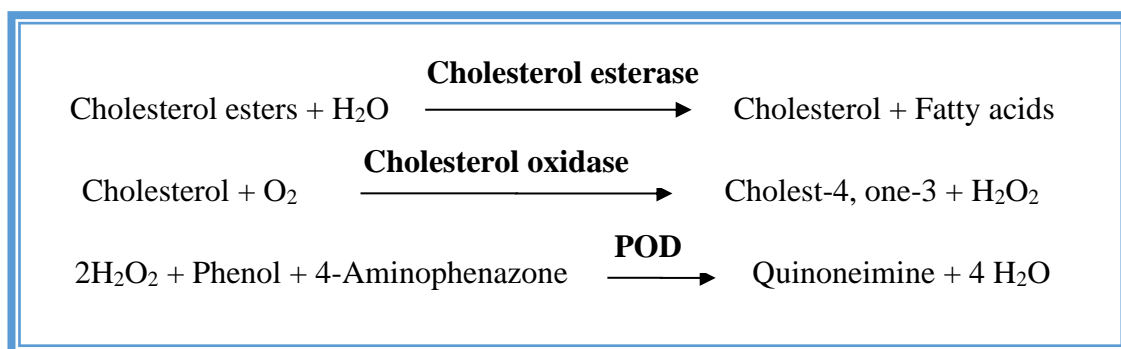 Cholesterol esterase
Cholesterol esters + H₂O Cholesterol + Fatty acids
Cholesterol oxidase
Cholesterol + O₂ Cholest-4, one-3 + H₂O₂
POD
2H₂O₂ + Phenol + 4-Aminophenazone Quinoneimine + 4 H₂O